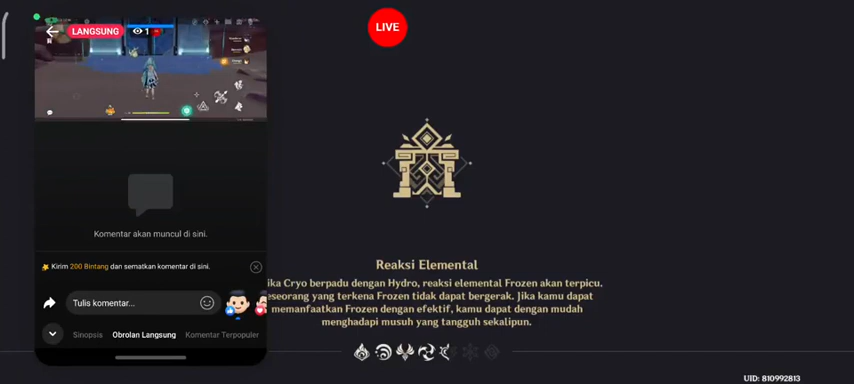 LANGSUNG
1
LIVE
Komentar akan muncul di sini.
Kirim 200 Bintang dan sematkan komentar di sini.
Tulis komentar...
Sinopsis
Obrolan Langsung
Komentar Terpopuler
Reaksi Elemental
ika Cryo berpadu dengan Hydro, reaksi elemental Frozen akan terpicu.
eseorang yang terkena Frozen tidak dapat bergerak. Jika kamu dapat
memanfaatkan Frozen dengan efektif, kamu dapat dengan mudah
menghadapi musuh yang tangguh sekalipun.
UID: 810992813